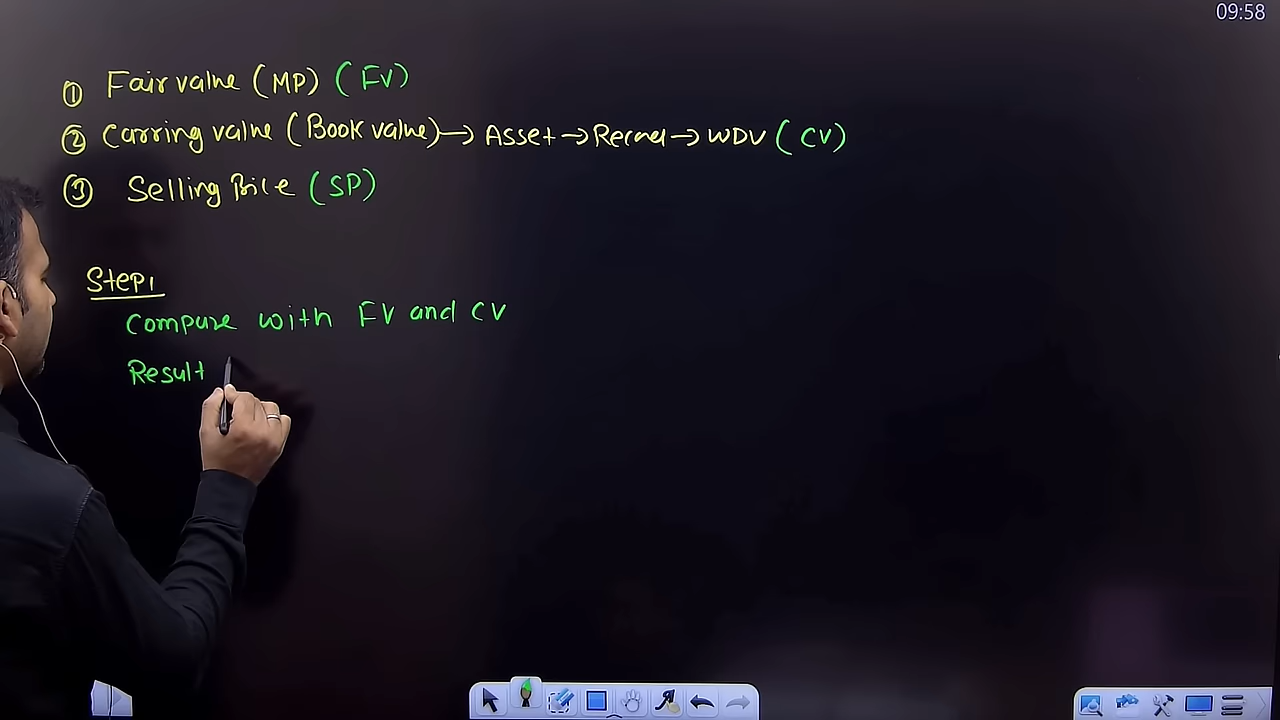 09:58
① Fair value (MP) (FV)
② Carring value (Book value) → Asset → → WDV (CV)
③ Selling Price (SP)
Step1
Compare with FV and CV
Result